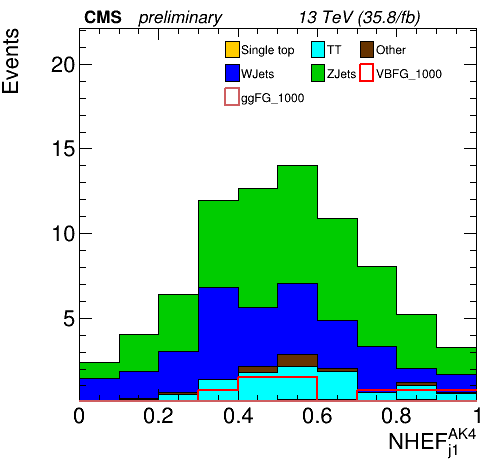 CMS preliminary 13 TeV (35.8/fb)
Events
Single top TT Other
WJets ZJets VBFG_1000
ggFG_1000
20
15
10
5
0 0.2 0.4 0.6 0.8 1
NHEF^{AK4}_{j1}